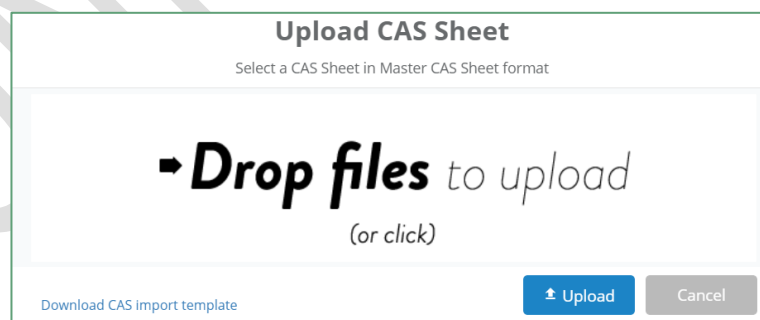 Upload CAS Sheet
Select a CAS Sheet in Master CAS Sheet format
Drop files to upload
(or click)
Download CAS import template
Upload
Cancel